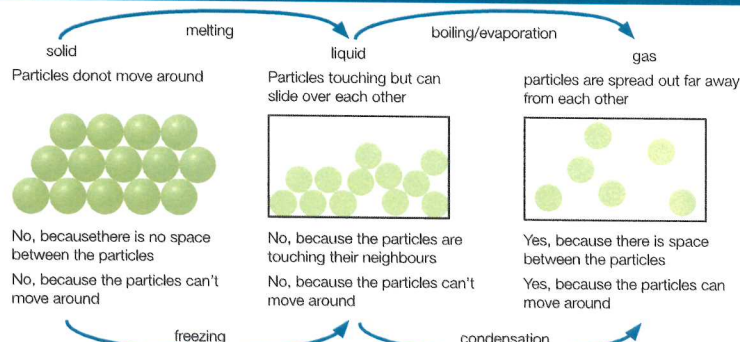 melting
boiling/evaporation
solid
liquid
gas
Particles donot move around
Particles touching but can
slide over each other
particles are spread out far away
from each other
No, becausethere is no space
between the particles
No, because the particles can't
move around
No, because the particles are
touching their neighbours
No, because the particles can't
move around
Yes, because there is space
between the particles
Yes, because the particles can
move around
freezing
condensation